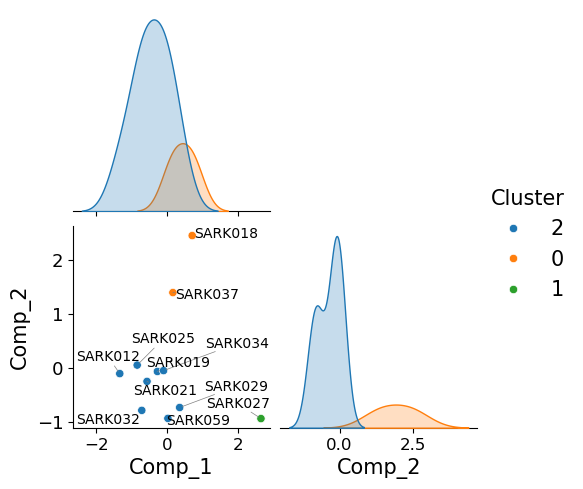 Cluster
2
0
1
SARK018
SARK037
SARK025
SARK034
SARK012
SARK019
SARK021
SARK029
SARK027
SARK032
SARK059
2
1
0
−1
Comp_2
−2
0
2
Comp_1
0.0
2.5
Comp_2